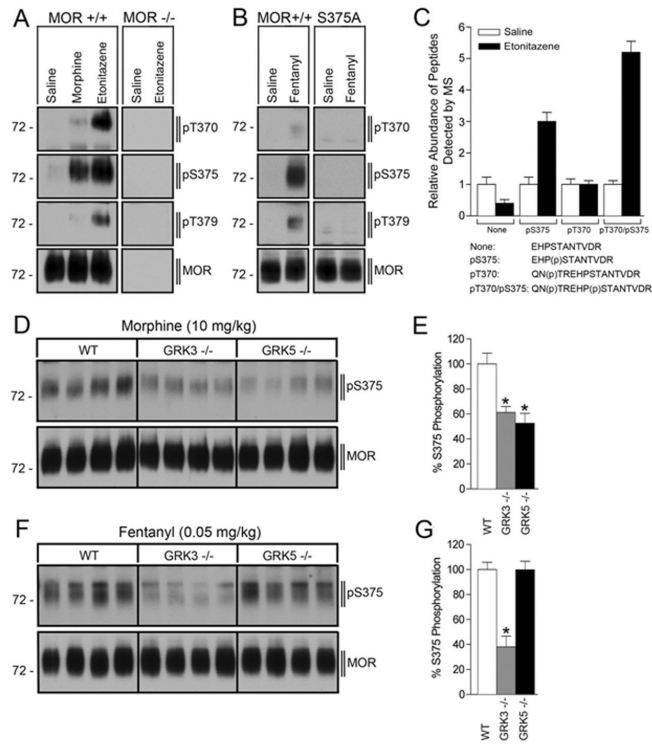 A
MOR +/+
MOR -/-
Saline
Morphine
Etonitazene
Saline
Etonitazene
72 -
pT370
72 -
pS375
72 -
pT379
72 -
MOR
B
MOR+/+
S375A
Saline
Fentanyl
Saline
Fentanyl
72 -
pT370
72 -
pS375
72 -
pT379
72 -
MOR
C
Saline
Etonitazene
Relative Abundance of Peptides
Detected by MS
6
5
4
3
2
1
0
None
pS375
pT370
pT370/pS375
None: EHPSTANTVDR
pS375: EHP(p)STANTVDR
pT370: QN(p)TREHPSTANTVDR
pT370/pS375: QN(p)TREHP(p)STANTVDR
D
Morphine (10 mg/kg)
WT
GRK3 -/-
GRK5 -/-
72 -
pS375
72 -
MOR
E
% S375 Phosphorylation
120
100
80
60
40
20
0
*
*
WT
GRK3 -/-
GRK5 -/-
F
Fentanyl (0.05 mg/kg)
WT
GRK3 -/-
GRK5 -/-
72 -
pS375
72 -
MOR
G
% S375 Phosphorylation
120
100
80
60
40
20
0
*
WT
GRK3 -/-
GRK5 -/-